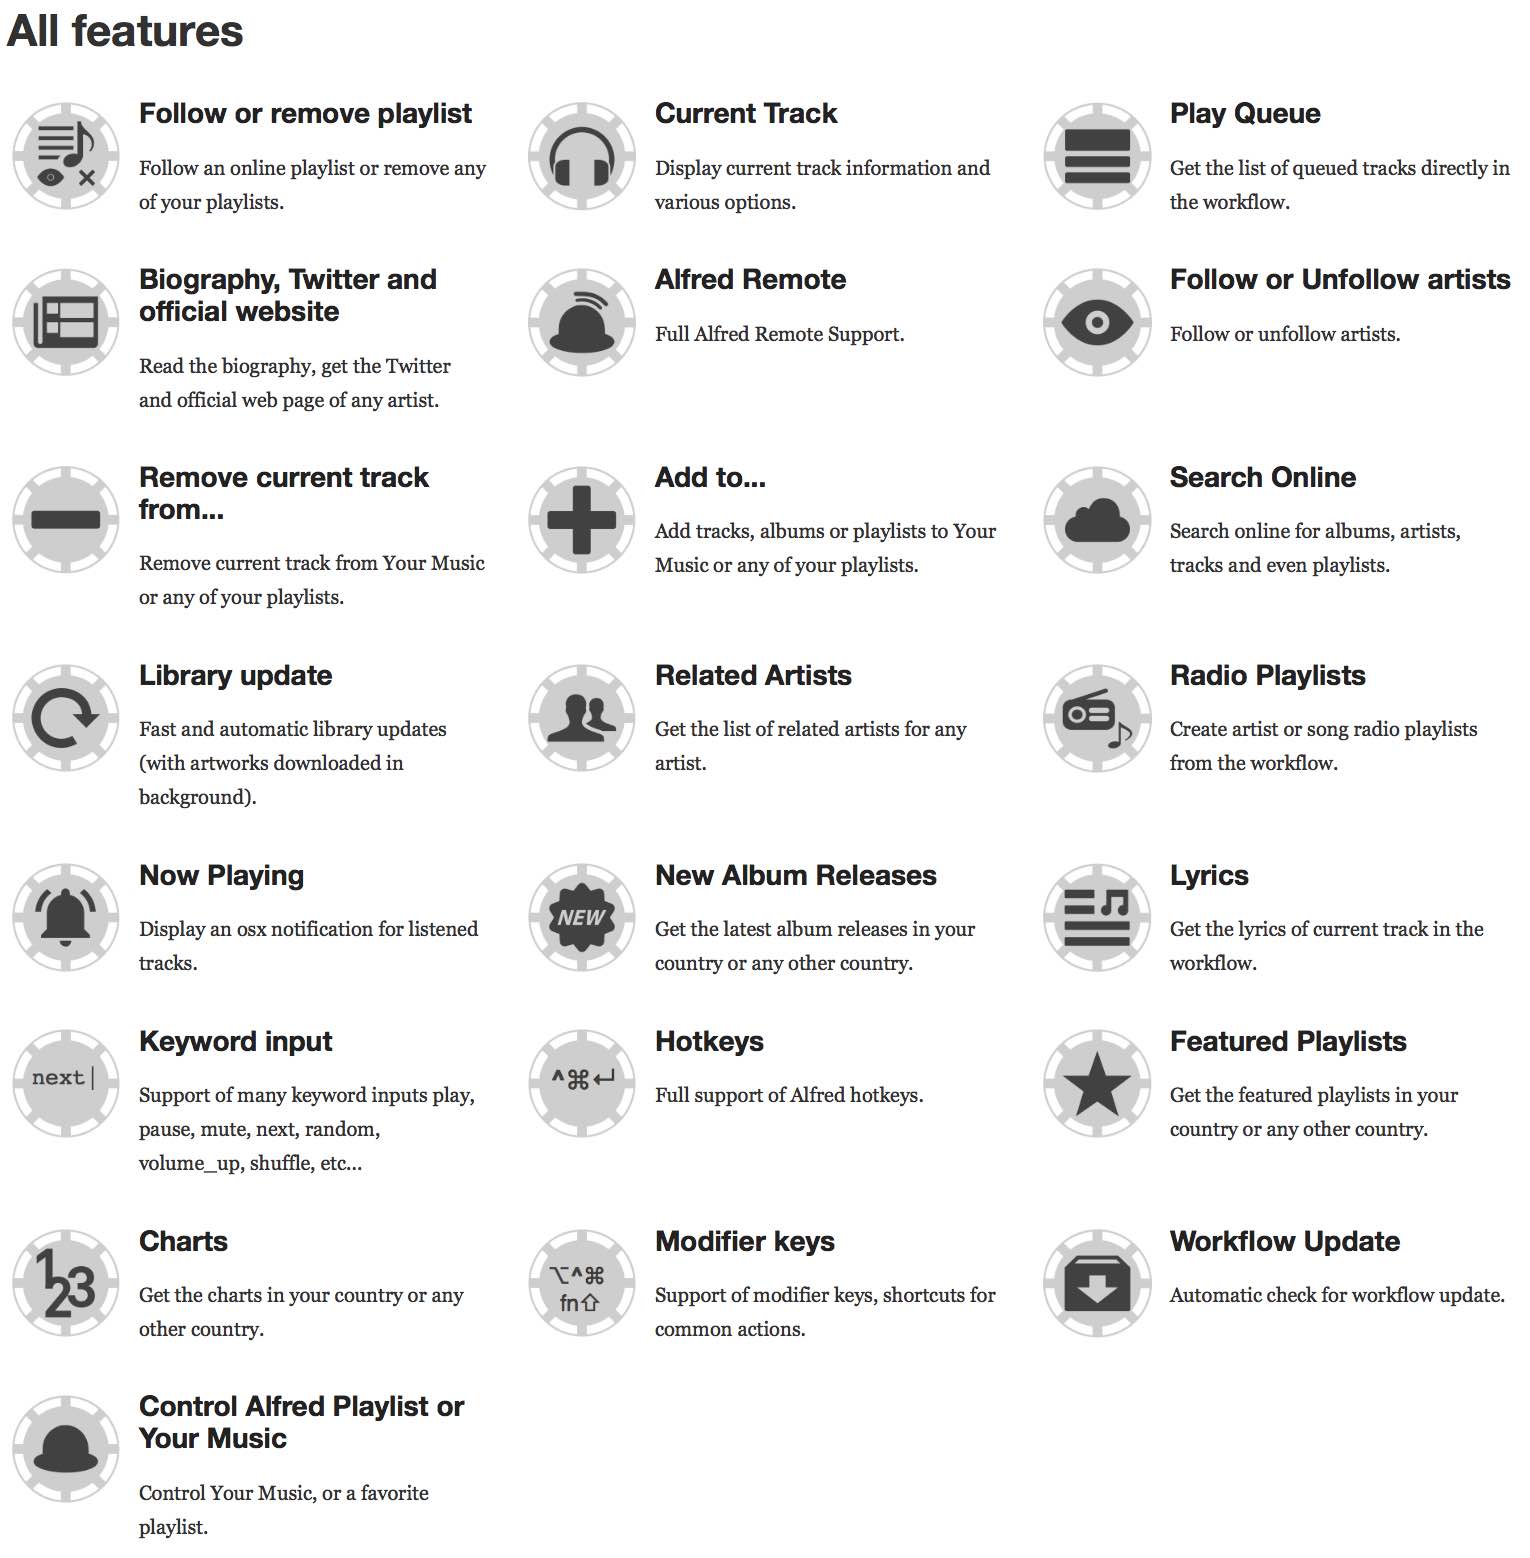 All features
Follow or remove playlist
Follow an online playlist or remove any
of your playlists.
Current Track
Display current track information and
various options.
Play Queue
Get the list of queued tracks directly in
the workflow.
Biography, Twitter and
official website
Read the biography, get the Twitter
and official web page of any artist.
Alfred Remote
Full Alfred Remote Support.
Follow or Unfollow artists
Follow or unfollow artists.
Remove current track
from...
Remove current track from Your Music
or any of your playlists.
Add to...
Add tracks, albums or playlists to Your
Music or any of your playlists.
Search Online
Search online for albums, artists,
tracks and even playlists.
Library update
Fast and automatic library updates
(with artworks downloaded in
background).
Related Artists
Get the list of related artists for any
artist.
Radio Playlists
Create artist or song radio playlists
from the workflow.
Now Playing
Display an osx notification for listened
tracks.
NEW
New Album Releases
Get the latest album releases in your
country or any other country.
Lyrics
Get the lyrics of current track in the
workflow.
next|
Keyword input
Support of many keyword inputs play,
pause, mute, next, random,
volume_up, shuffle, etc...
^⌘↵
Hotkeys
Full support of Alfred hotkeys.
Featured Playlists
Get the featured playlists in your
country or any other country.
123
Charts
Get the charts in your country or any
other country.
⌥^⌘
fn⇧
Modifier keys
Support of modifier keys, shortcuts for
common actions.
Workflow Update
Automatic check for workflow update.
Control Alfred Playlist or
Your Music
Control Your Music, or a favorite
playlist.